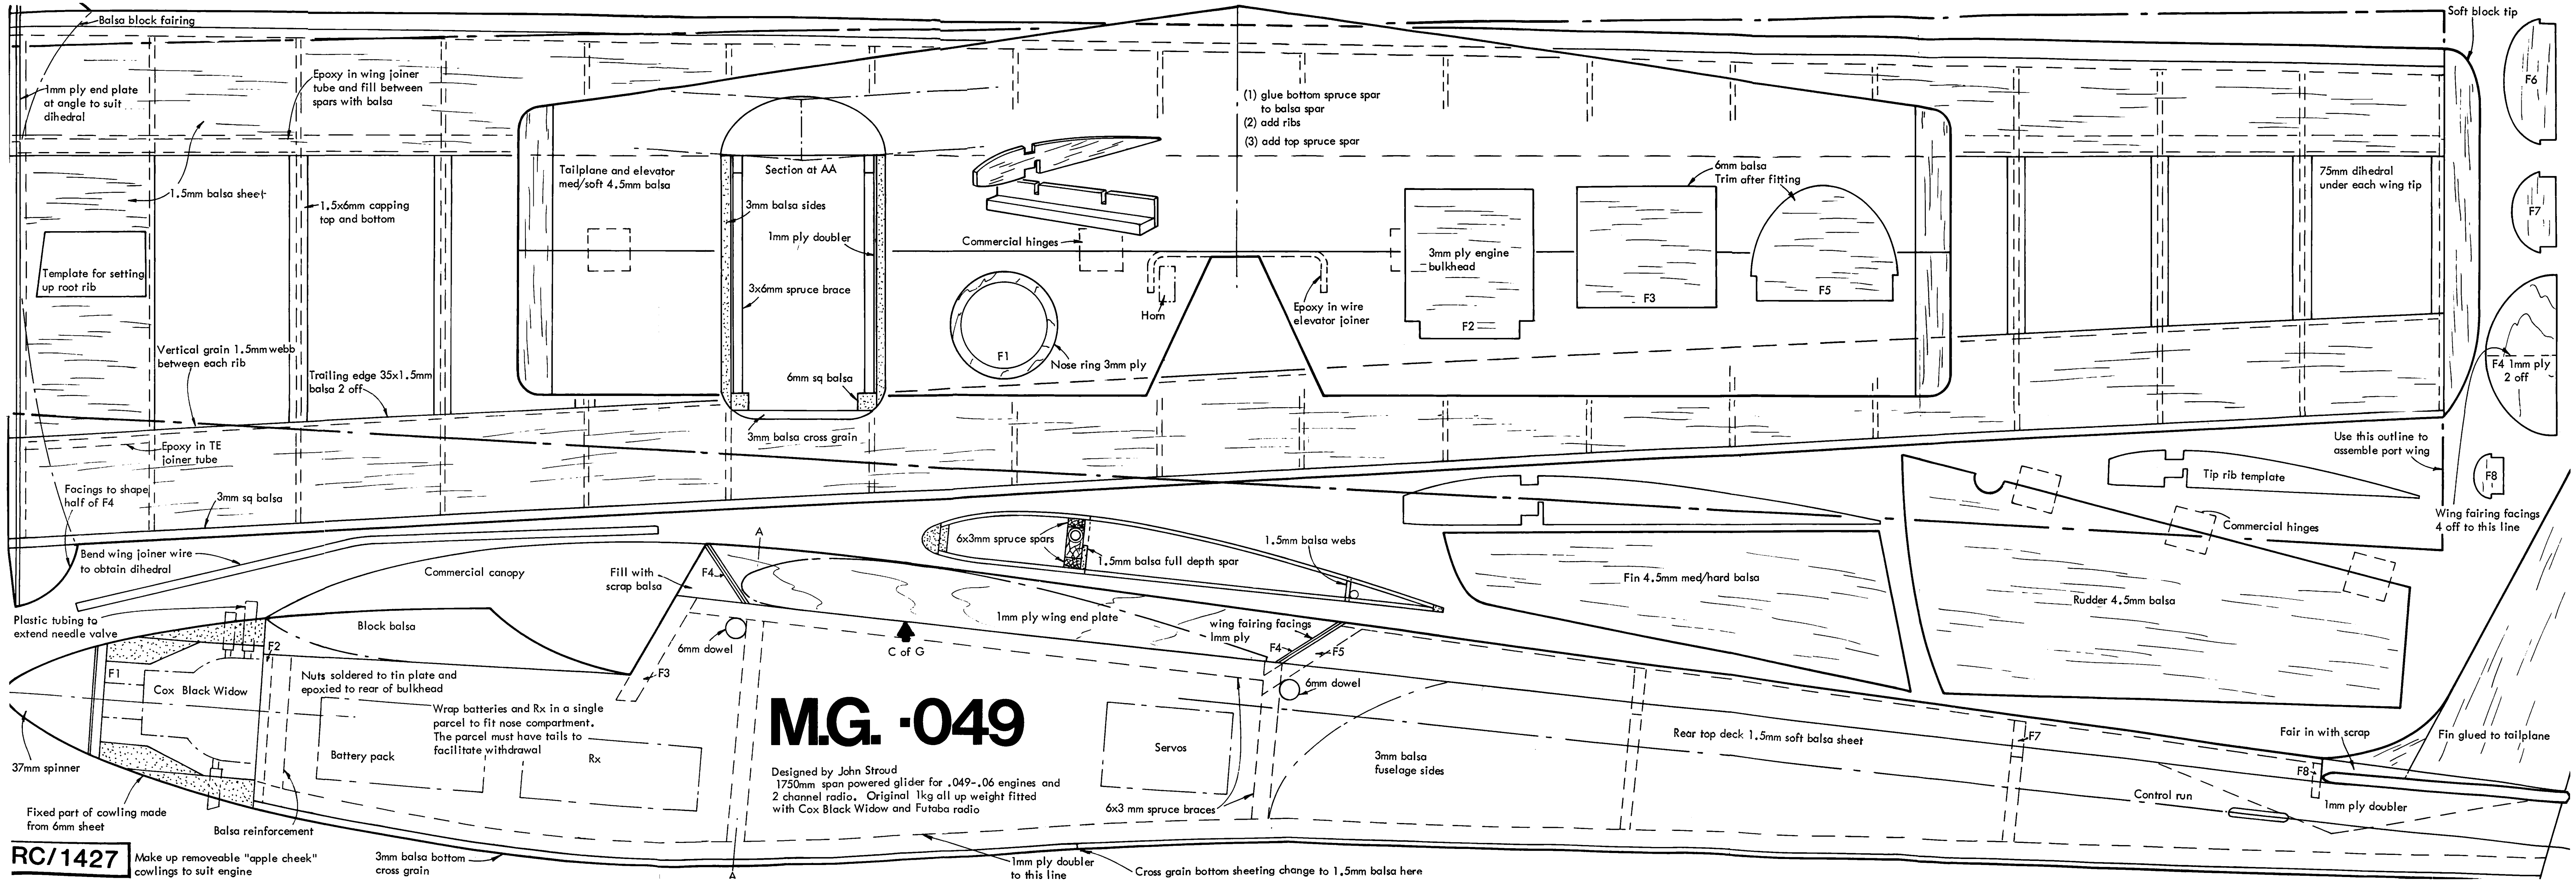 Balsa block fairing
1mm ply end plate
at angle to suit
dihedral
Epoxy in wing joiner
tube and fill between
spars with balsa
1.5mm balsa sheet
1.5x6mm capping
top and bottom
Template for setting
up root rib
Vertical grain 1.5mm webb
between each rib
Trailing edge 35x1.5mm
balsa 2 off
Epoxy in TE
joiner tube
Facings to shape
half of F4
3mm sq balsa
Tailplane and elevator
med/soft 4.5mm balsa
Section at AA
3mm balsa sides
1mm ply doubler
3x6mm spruce brace
6mm sq balsa
3mm balsa cross grain
(1) glue bottom spruce spar
to balsa spar
(2) add ribs
(3) add top spruce spar
Commercial hinges
F1
Nose ring 3mm ply
Horn
Epoxy in wire
elevator joiner
3mm ply engine
bulkhead
F2
6mm balsa
Trim after fitting
F3
F5
75mm dihedral
under each wing tip
Soft block tip
F6
F7
F4 1mm ply
2 off
Use this outline to
assemble port wing
F8
Wing fairing facings
4 off to this line
Tip rib template
Commercial hinges
Rudder 4.5mm balsa
Fin 4.5mm med/hard balsa
6x3mm spruce spars
1.5mm balsa full depth spar
1.5mm balsa webs
Bend wing joiner wire
to obtain dihedral
Plastic tubing to
extend needle valve
Commercial canopy
Fill with
scrap balsa
F4
A
Block balsa
1mm ply wing end plate
wing fairing facings
1mm ply
6mm dowel
C of G
F4
F5
F3
F2
F1
Cox Black Widow
Nuts soldered to tin plate and
epoxied to rear of bulkhead
Wrap batteries and Rx in a single
parcel to fit nose compartment.
The parcel must have tails to
facilitate withdrawal
Battery pack
Rx
M.G. ·049
Designed by John Stroud
1750mm span powered glider for .049-.06 engines and
2 channel radio. Original 1kg all up weight fitted
with Cox Black Widow and Futaba radio
6mm dowel
Servos
6x3 mm spruce braces
3mm balsa
fuselage sides
Rear top deck 1.5mm soft balsa sheet
F7
Fair in with scrap
Fin glued to tailplane
F8
1mm ply doubler
Control run
37mm spinner
Fixed part of cowling made
from 6mm sheet
Balsa reinforcement
RC/1427
Make up removeable "apple cheek"
cowlings to suit engine
3mm balsa bottom
cross grain
A
1mm ply doubler
to this line
Cross grain bottom sheeting change to 1.5mm balsa here